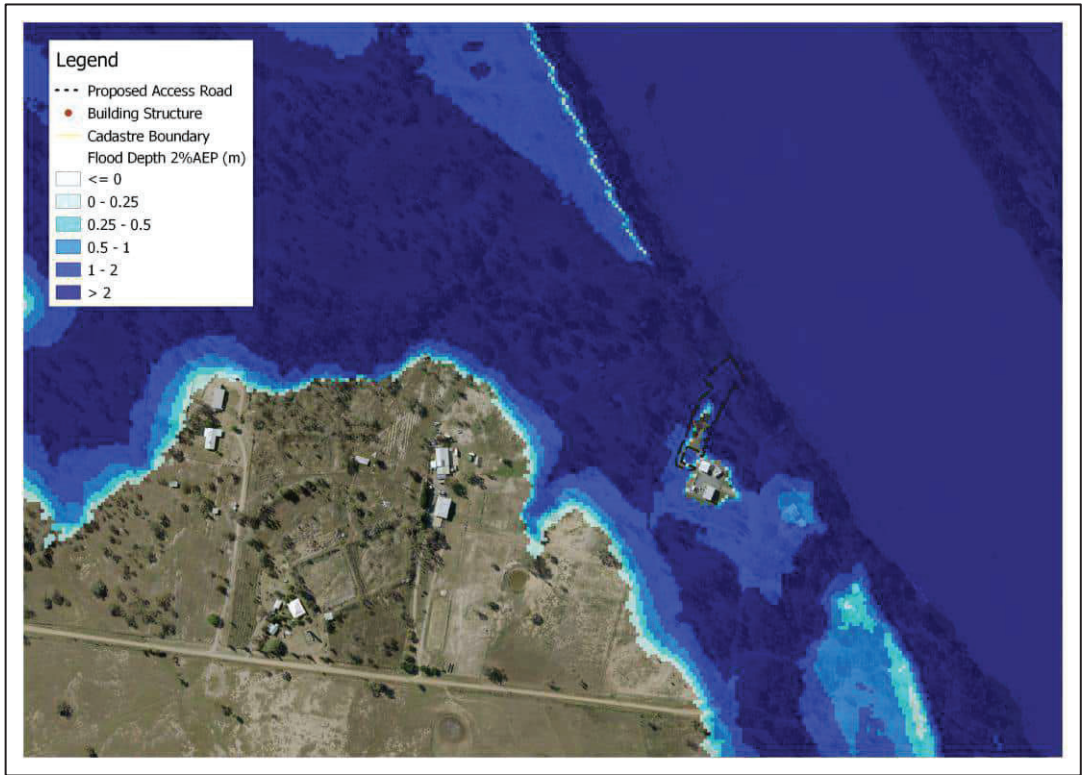 Legend
Proposed Access Road
Building Structure
Cadastre Boundary
Flood Depth 2%AEP (m)
<= 0
0 - 0.25
0.25 - 0.5
0.5 - 1
1 - 2
> 2